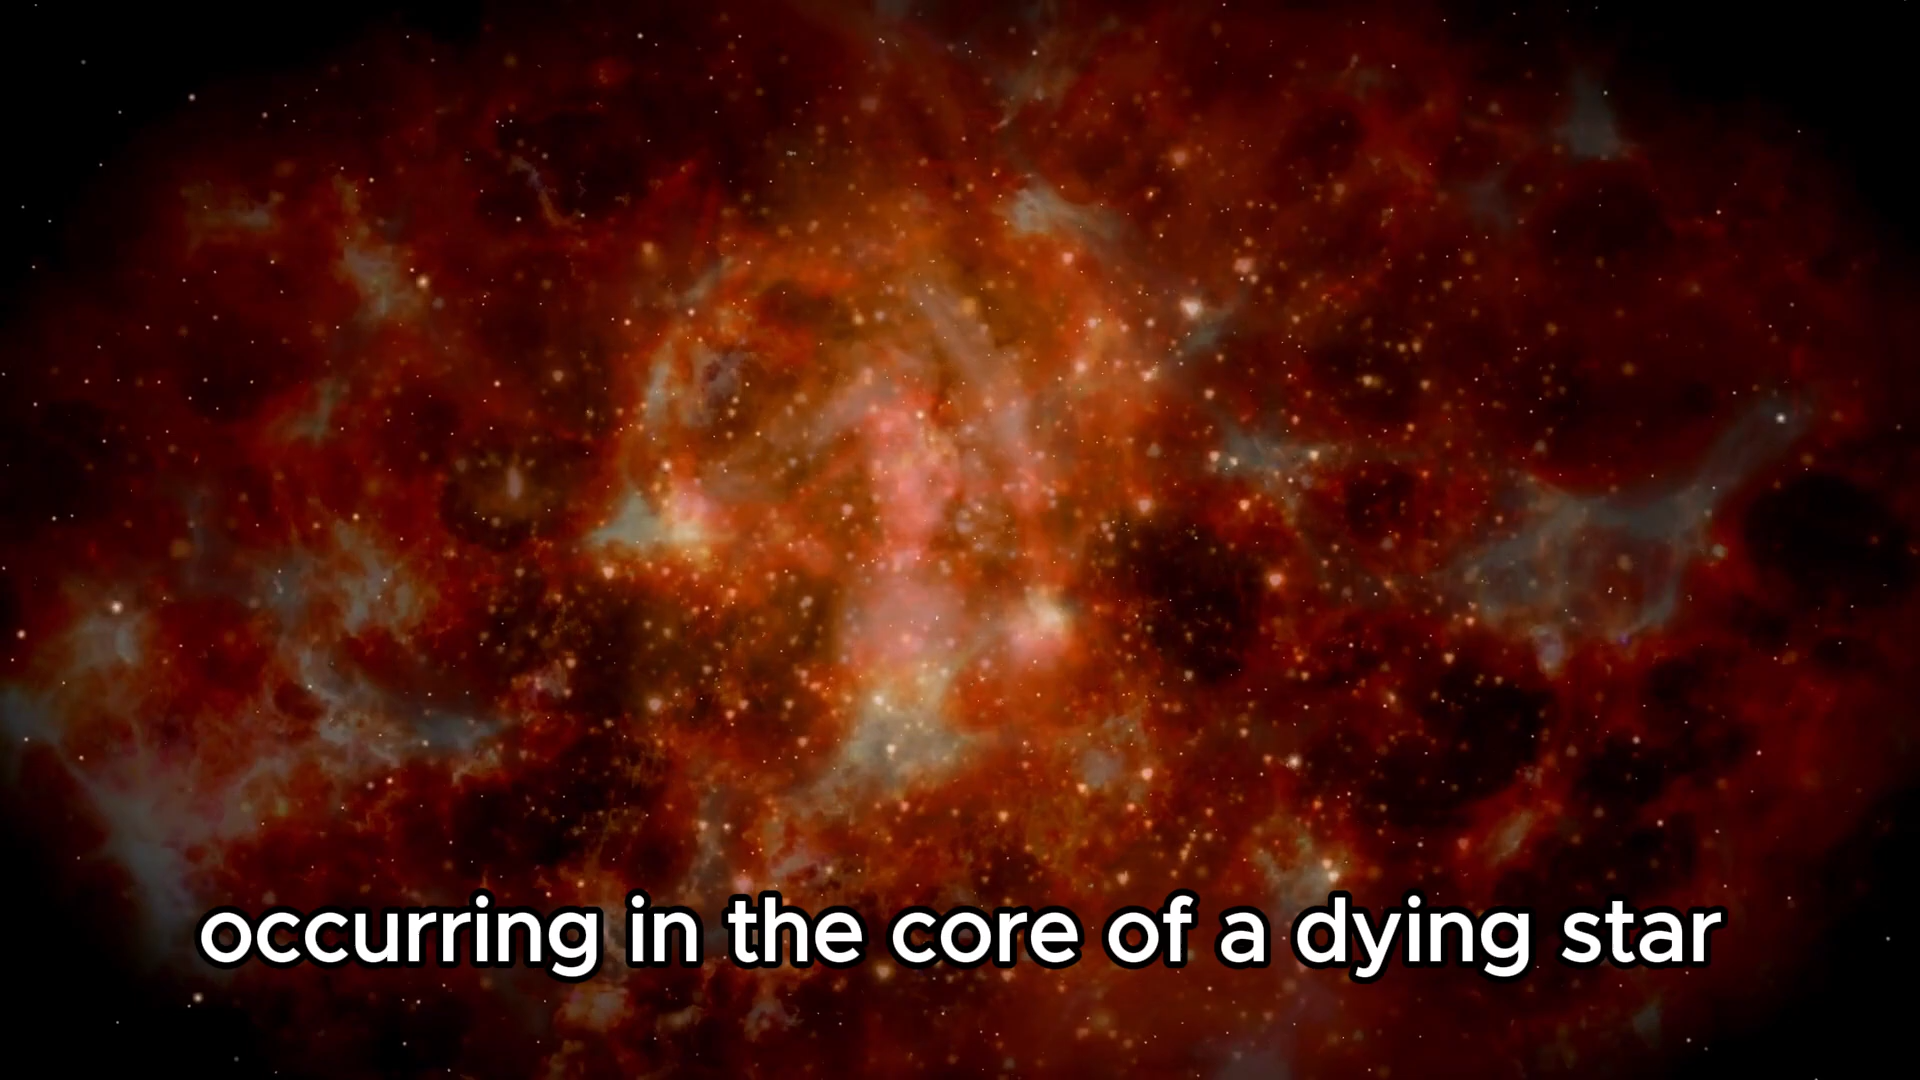 occurring in the core of a dying star